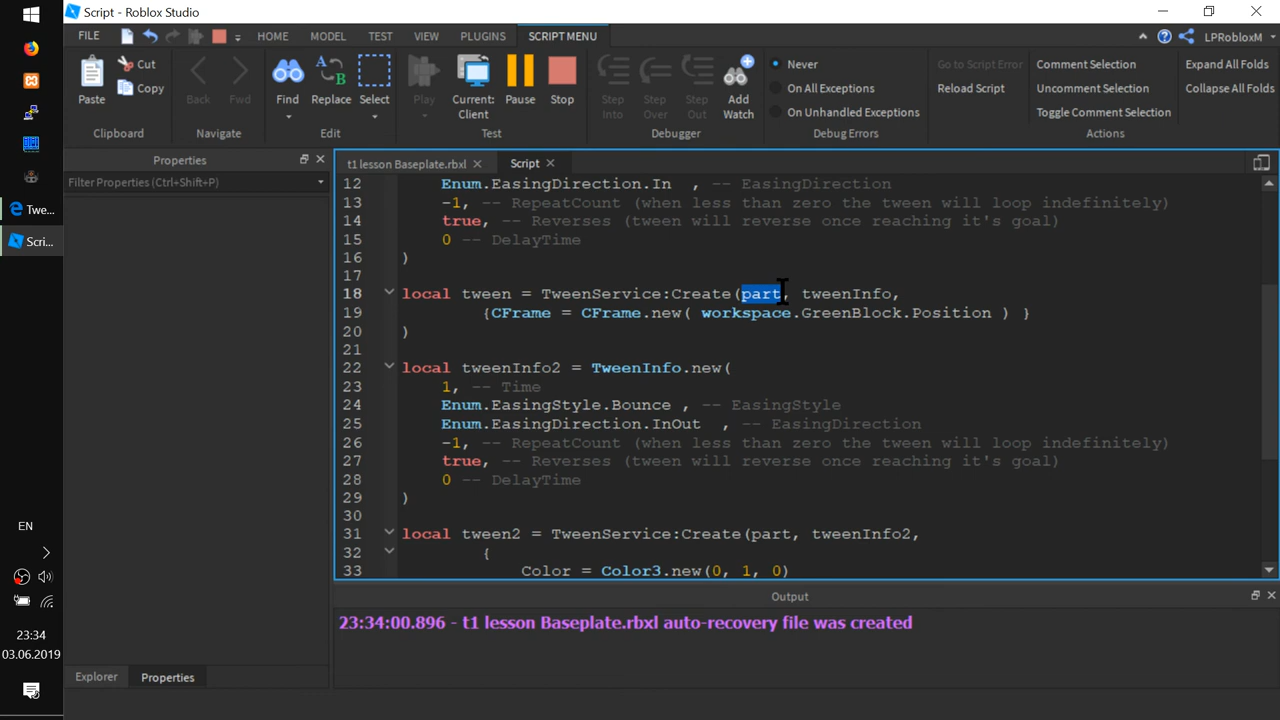 Script - Roblox Studio
FILE HOME MODEL TEST VIEW PLUGINS SCRIPT MENU LPRobloxM
Paste Cut Copy
Clipboard
Back Fwd
Navigate
Find Replace Select
Edit
Play Current: Client Pause Stop
Test
Step Into Step Over Step Out Add Watch
Debugger
Never
On All Exceptions
On Unhandled Exceptions
Debug Errors
Go to Script Error
Reload Script
Comment Selection
Uncomment Selection
Toggle Comment Selection
Expand All Folds
Collapse All Folds
Actions
Properties
Filter Properties (Ctrl+Shift+P)
t1 lesson Baseplate.rbxl Script
12 Enum.EasingDirection.In , -- EasingDirection
13 -1, -- RepeatCount (when less than zero the tween will loop indefinitely)
14 true, -- Reverses (tween will reverse once reaching it's goal)
15 0 -- DelayTime
16 )
17
18 local tween = TweenService:Create(part, tweenInfo,
19 {CFrame = CFrame.new( workspace.GreenBlock.Position ) }
20 )
21
22 local tweenInfo2 = TweenInfo.new(
23 1, -- Time
24 Enum.EasingStyle.Bounce , -- EasingStyle
25 Enum.EasingDirection.InOut , -- EasingDirection
26 -1, -- RepeatCount (when less than zero the tween will loop indefinitely)
27 true, -- Reverses (tween will reverse once reaching it's goal)
28 0 -- DelayTime
29 )
30
31 local tween2 = TweenService:Create(part, tweenInfo2,
32 {
33 Color = Color3.new(0, 1, 0)
Output
23:34:00.896 - t1 lesson Baseplate.rbxl auto-recovery file was created
Explorer Properties
Twe...
Scri...
EN
23:34
03.06.2019